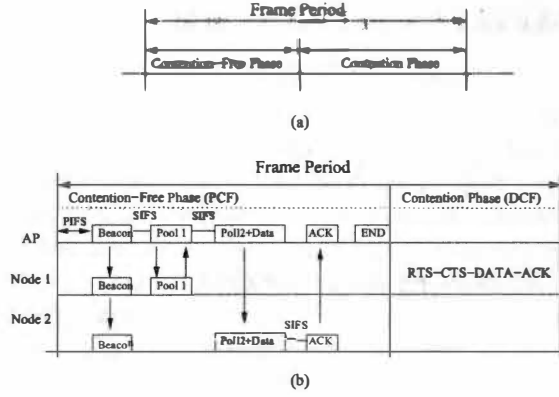 Frame Period
Contention-Free Phase
Contention Phase
(a)
Frame Period
Contention-Free Phase (PCF)
Contention Phase (DCF)
PIFS
SIFS
SIFS
AP
Beacon
Pool 1
Poll2+Data
ACK
END
Node 1
Beacon
Pool 1
RTS-CTS-DATA-ACK
Node 2
SIFS
Beacon
Poll2+Data
ACK
(b)